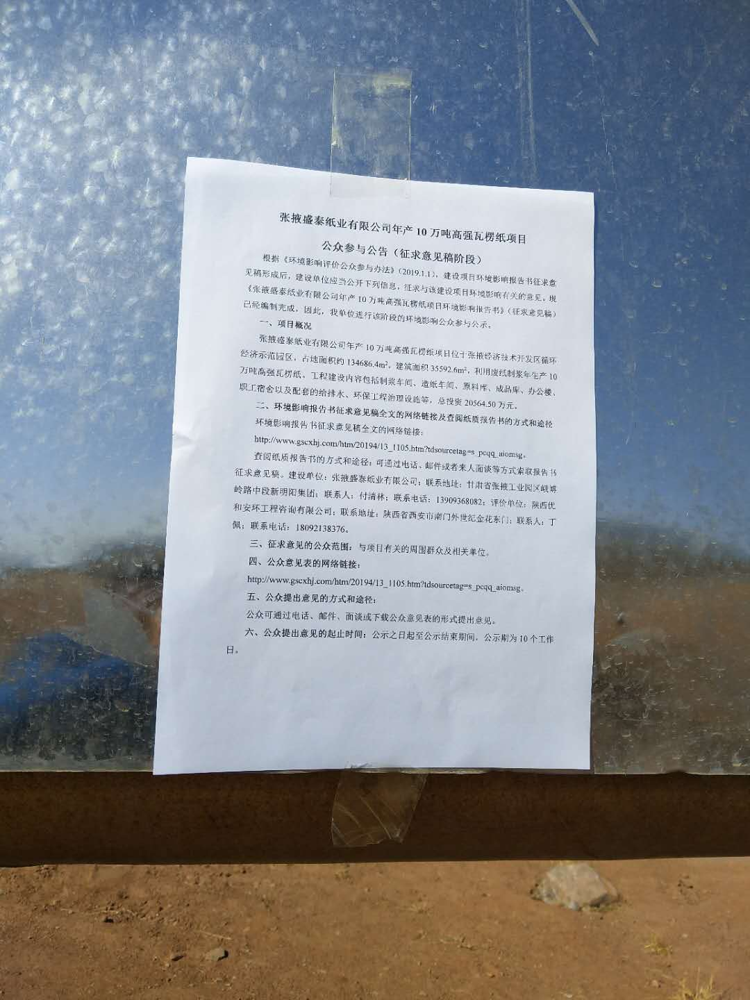 张掖盛泰纸业有限公司年产 10 万吨高强瓦楞纸项目
公众参与公告（征求意见稿阶段）
根据《环境影响评价公众参与办法》（2019.1.1），建设项目环境影响报告书征求意
见稿形成后，建设单位应当公开下列信息，征求与该建设项目环境影响有关的意见。现
《张掖盛泰纸业有限公司年产 10 万吨高强瓦楞纸项目环境影响报告书》（征求意见稿）
已经编制完成，因此，我单位进行该阶段的环境影响公众参与公示。
一、项目概况
张掖盛泰纸业有限公司年产 10 万吨高强瓦楞纸项目位于张掖经济技术开发区循环
经济示范园区，占地面积约 134686.4m²，建筑面积 35592.6m²，利用废纸制浆年生产 10
万吨高强瓦楞纸。工程建设内容包括制浆车间、造纸车间、原料库、成品库、办公楼、
职工宿舍以及配套的给排水、环保工程治理设施等，总投资 20564.50 万元。
二、环境影响报告书征求意见稿全文的网络链接及查阅纸质报告书的方式和途径
环境影响报告书征求意见稿全文的网络链接：
http://www.gscxhj.com/htm/20194/13_1105.htm?tdsourcetag=s_pcqq_aiomsg。
查阅纸质报告书的方式和途径：可通过电话、邮件或者来人面谈等方式索取报告书
征求意见稿。建设单位：张掖盛泰纸业有限公司；联系地址：甘肃省张掖工业园区峨博
岭路中段新明阳集团；联系人：付清林；联系电话：13909368082；评价单位：陕西优
和安环工程咨询有限公司；联系地址：陕西省西安市南门外世纪金花东门；联系人：丁
佩；联系电话：18092138376。
三、征求意见的公众范围：与项目有关的周围群众及相关单位。
四、公众意见表的网络链接：
http://www.gscxhj.com/htm/20194/13_1105.htm?tdsourcetag=s_pcqq_aiomsg。
五、公众提出意见的方式和途径：
公众可通过电话、邮件、面谈或下载公众意见表的形式提出意见。
六、公众提出意见的起止时间：公示之日起至公示结束期间，公示期为 10 个工作
日。